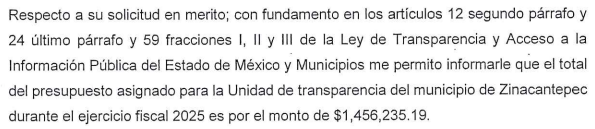 Respecto a su solicitud en merito; con fundamento en los artículos 12 segundo párrafo y
24 último párrafo y 59 fracciones I, II y III de la Ley de Transparencia y Acceso a la
Información Pública del Estado de México y Municipios me permito informarle que el total
del presupuesto asignado para la Unidad de transparencia del municipio de Zinacantepec
durante el ejercicio fiscal 2025 es por el monto de $1,456,235.19.